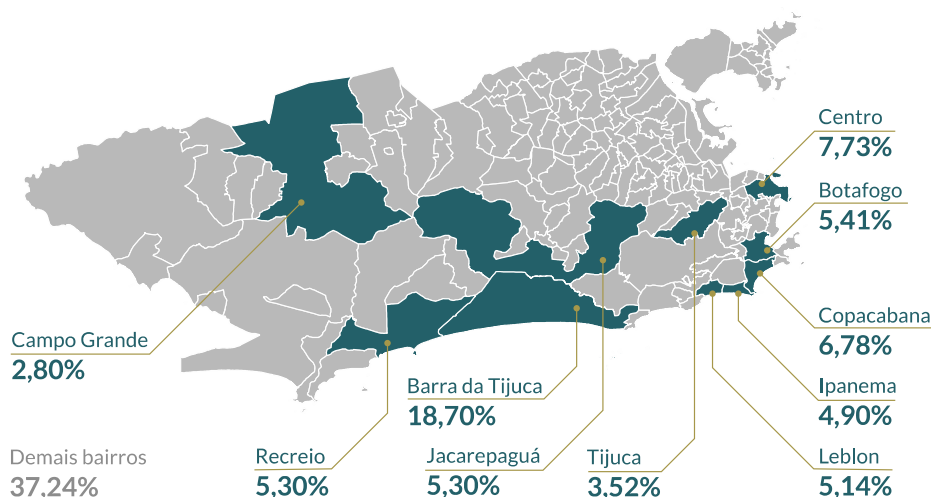 Centro
7,73%
Botafogo
5,41%
Copacabana
6,78%
Campo Grande
2,80%
Barra da Tijuca
18,70%
Ipanema
4,90%
Demais bairros
37,24%
Recreio
5,30%
Jacarepaguá
5,30%
Tijuca
3,52%
Leblon
5,14%